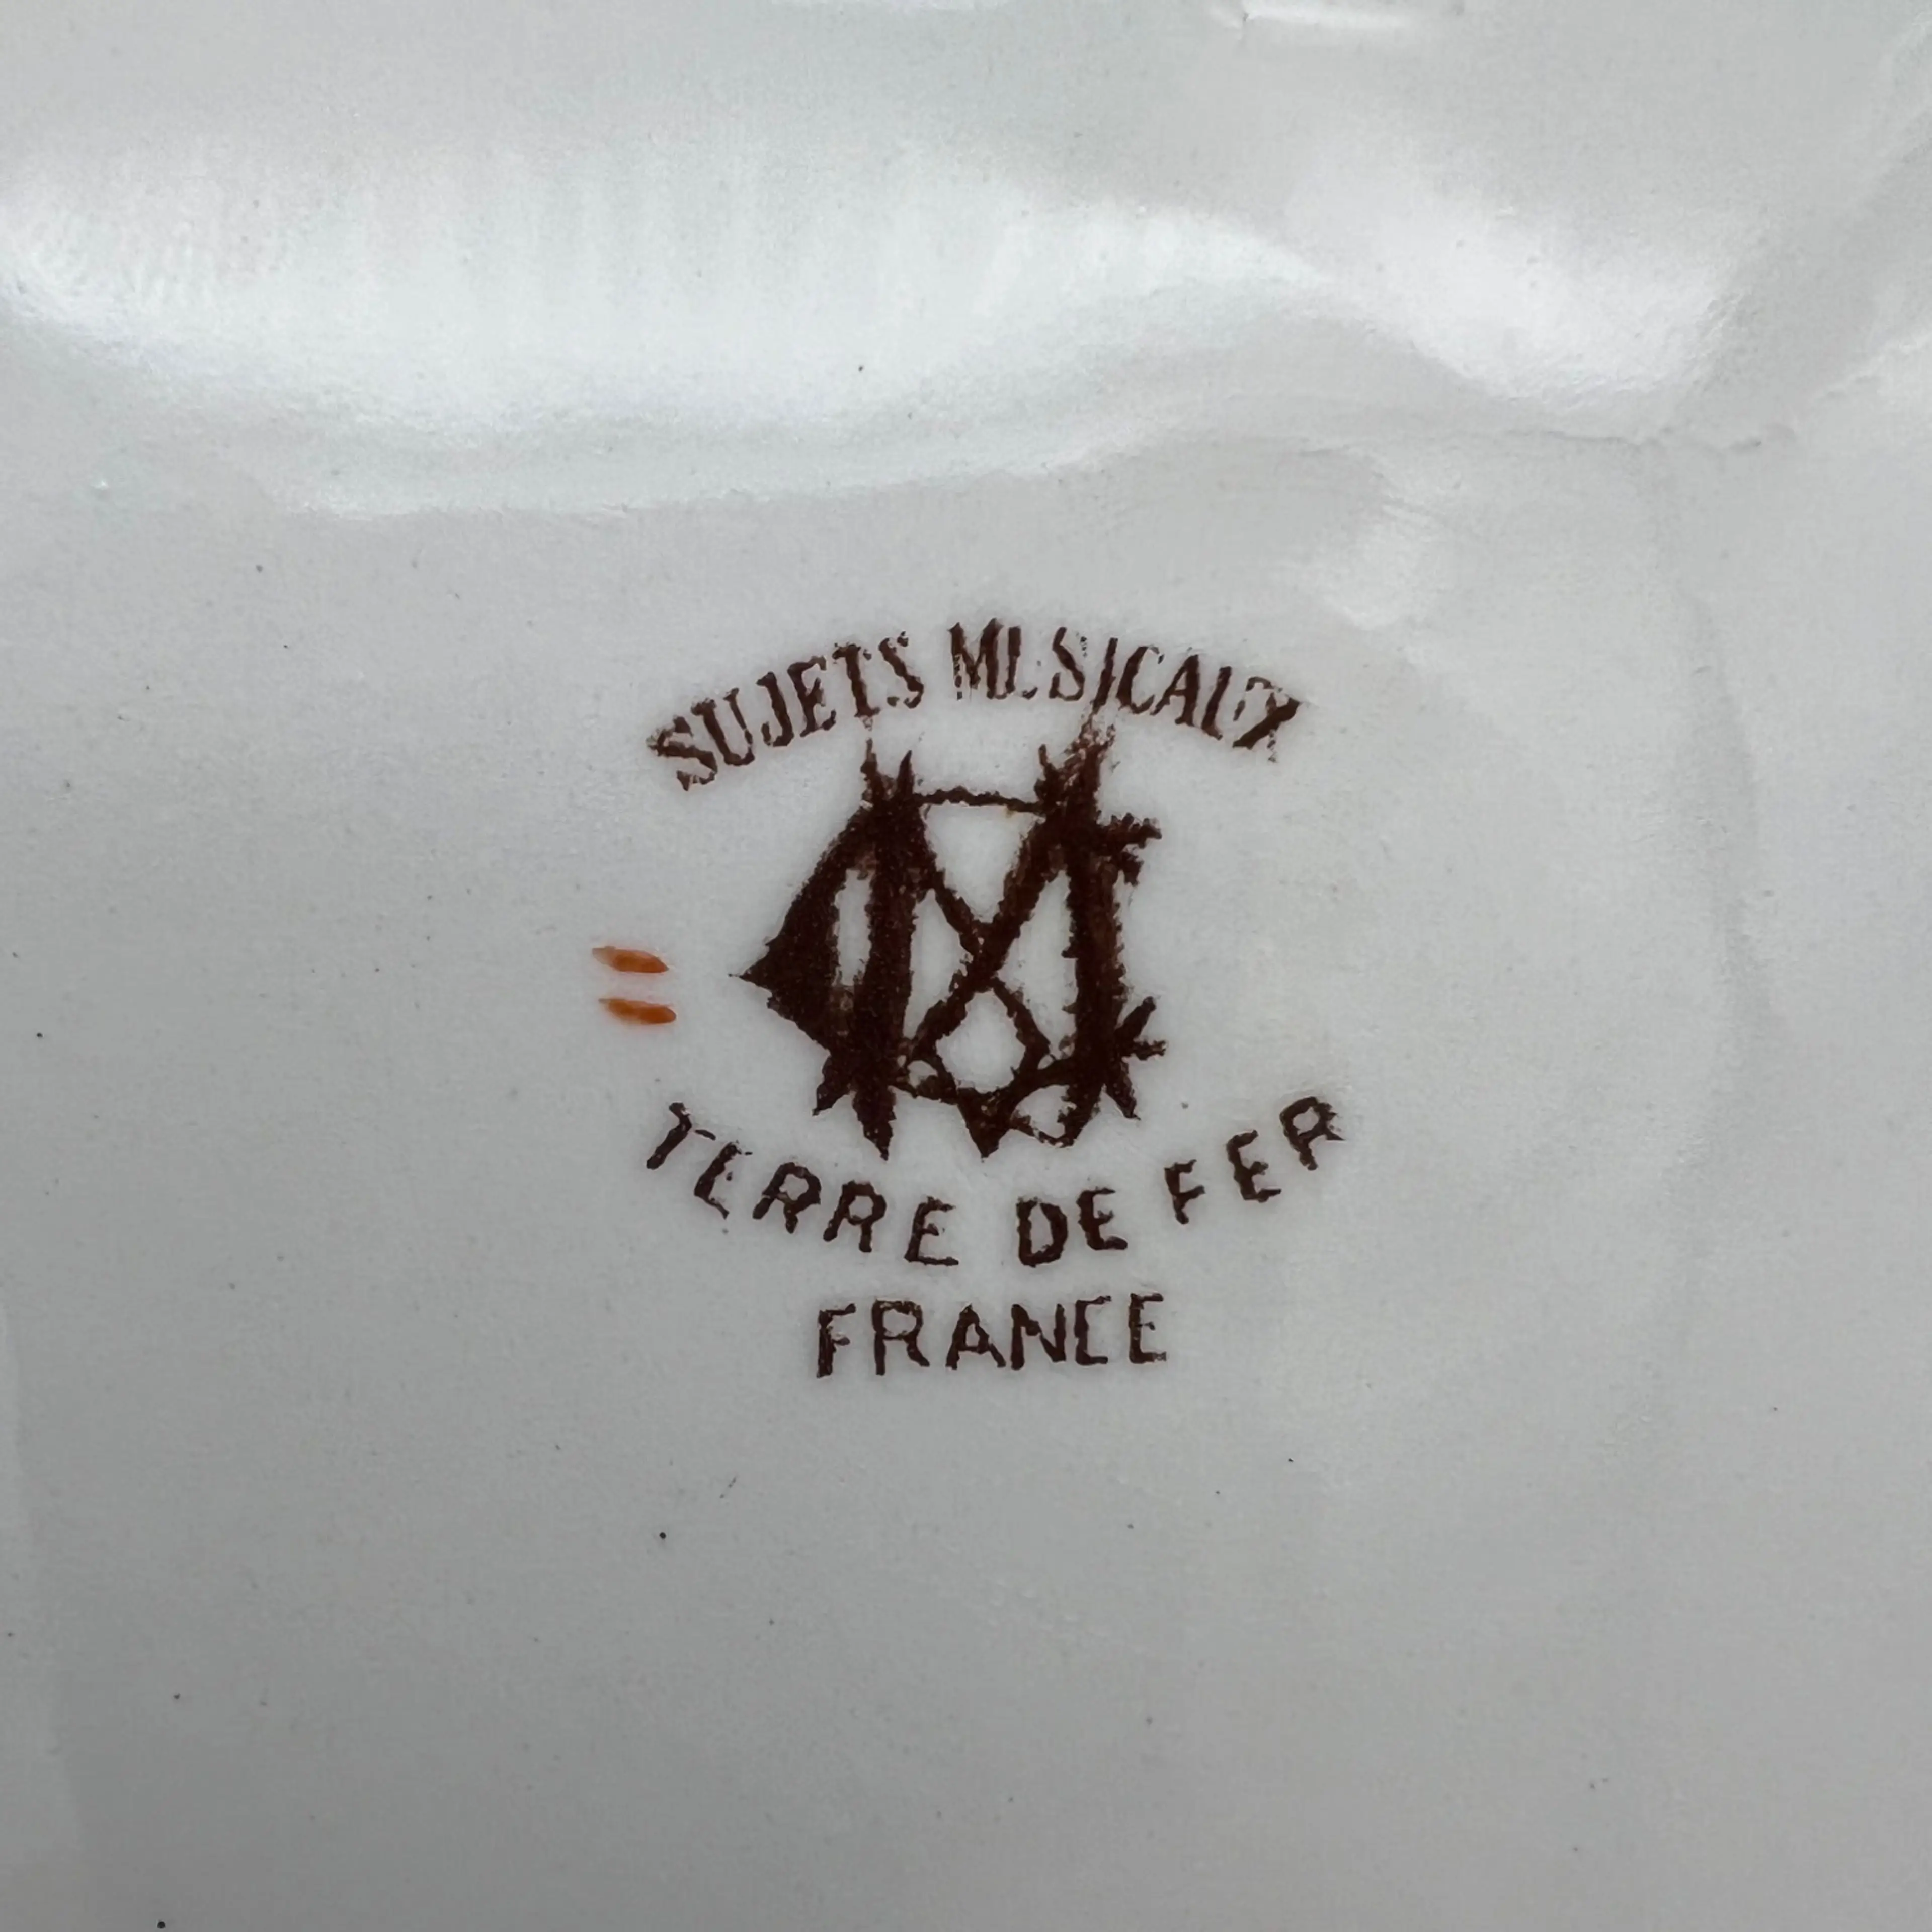 SUJETS MUSICAUX
TERRE DE FER
FRANCE